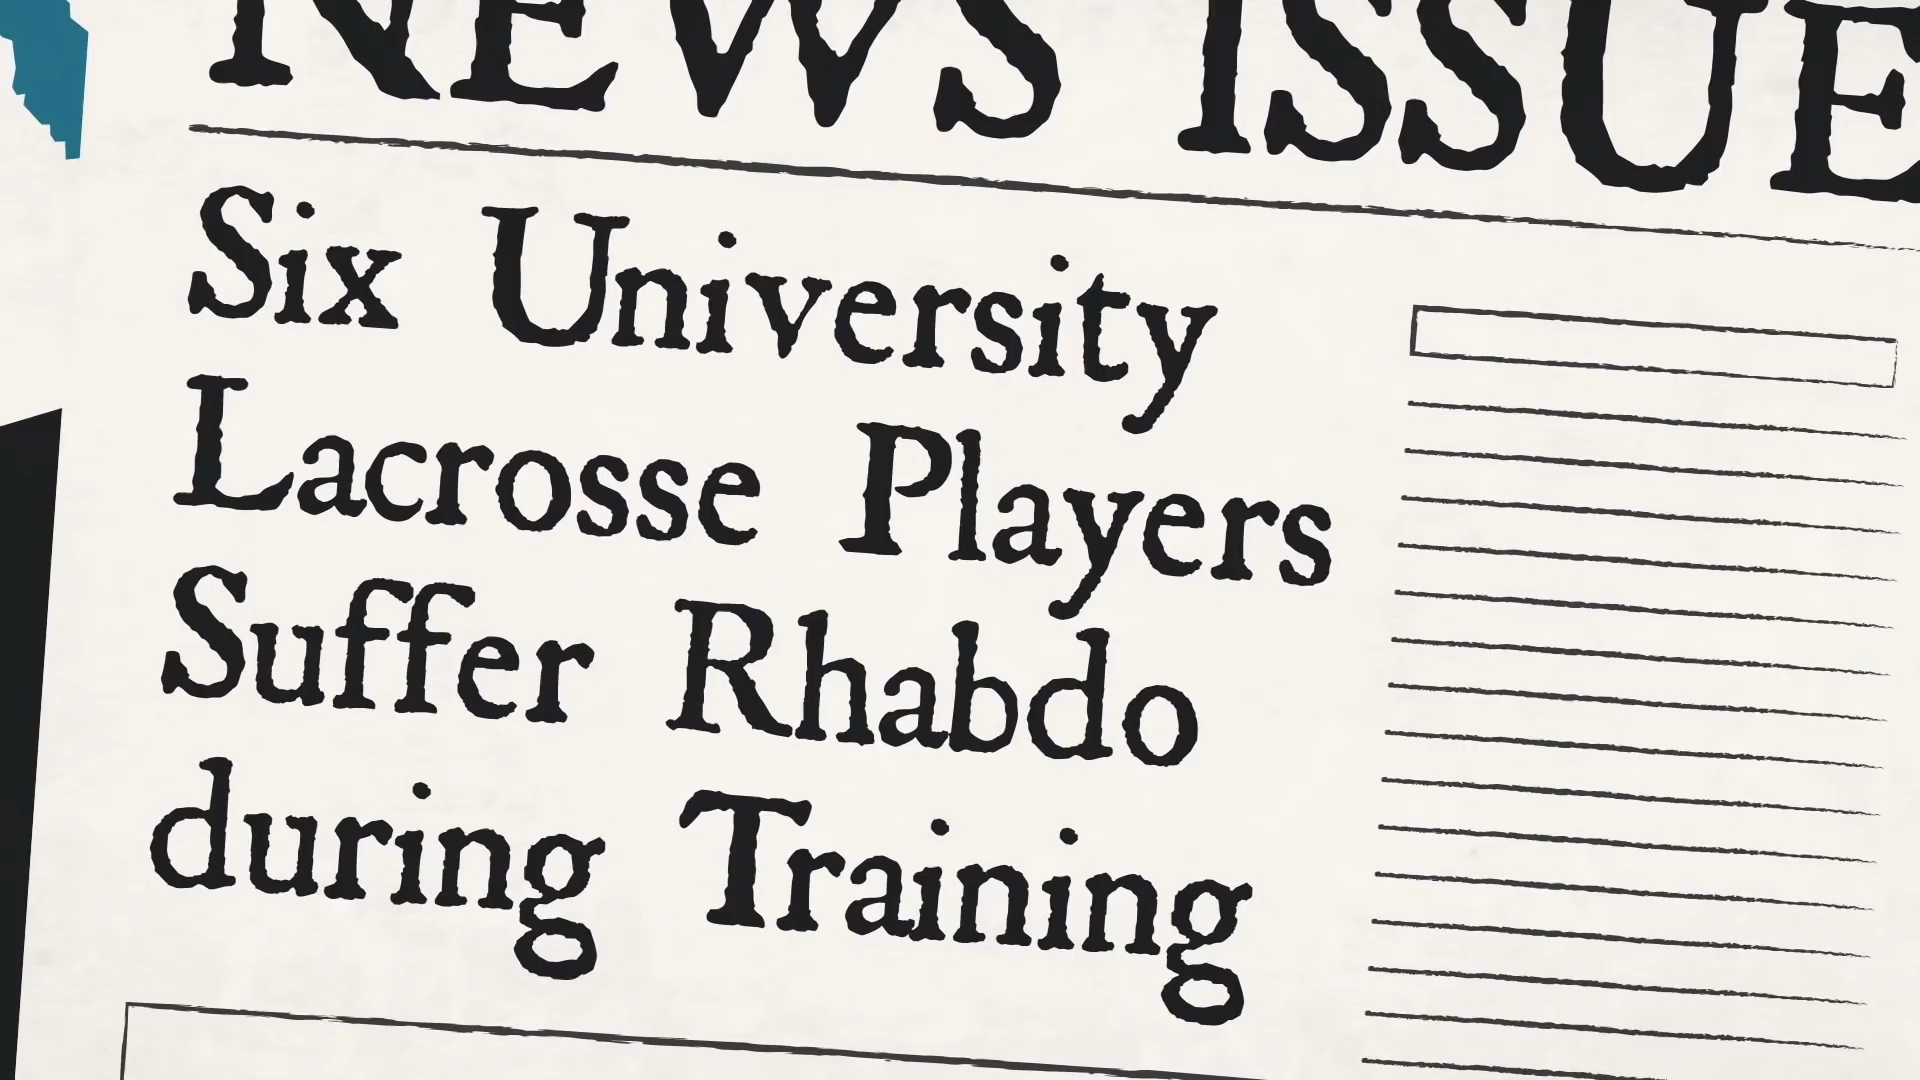 NEWS ISSUE
Six University
Lacrosse Players
Suffer Rhabdo
during Training